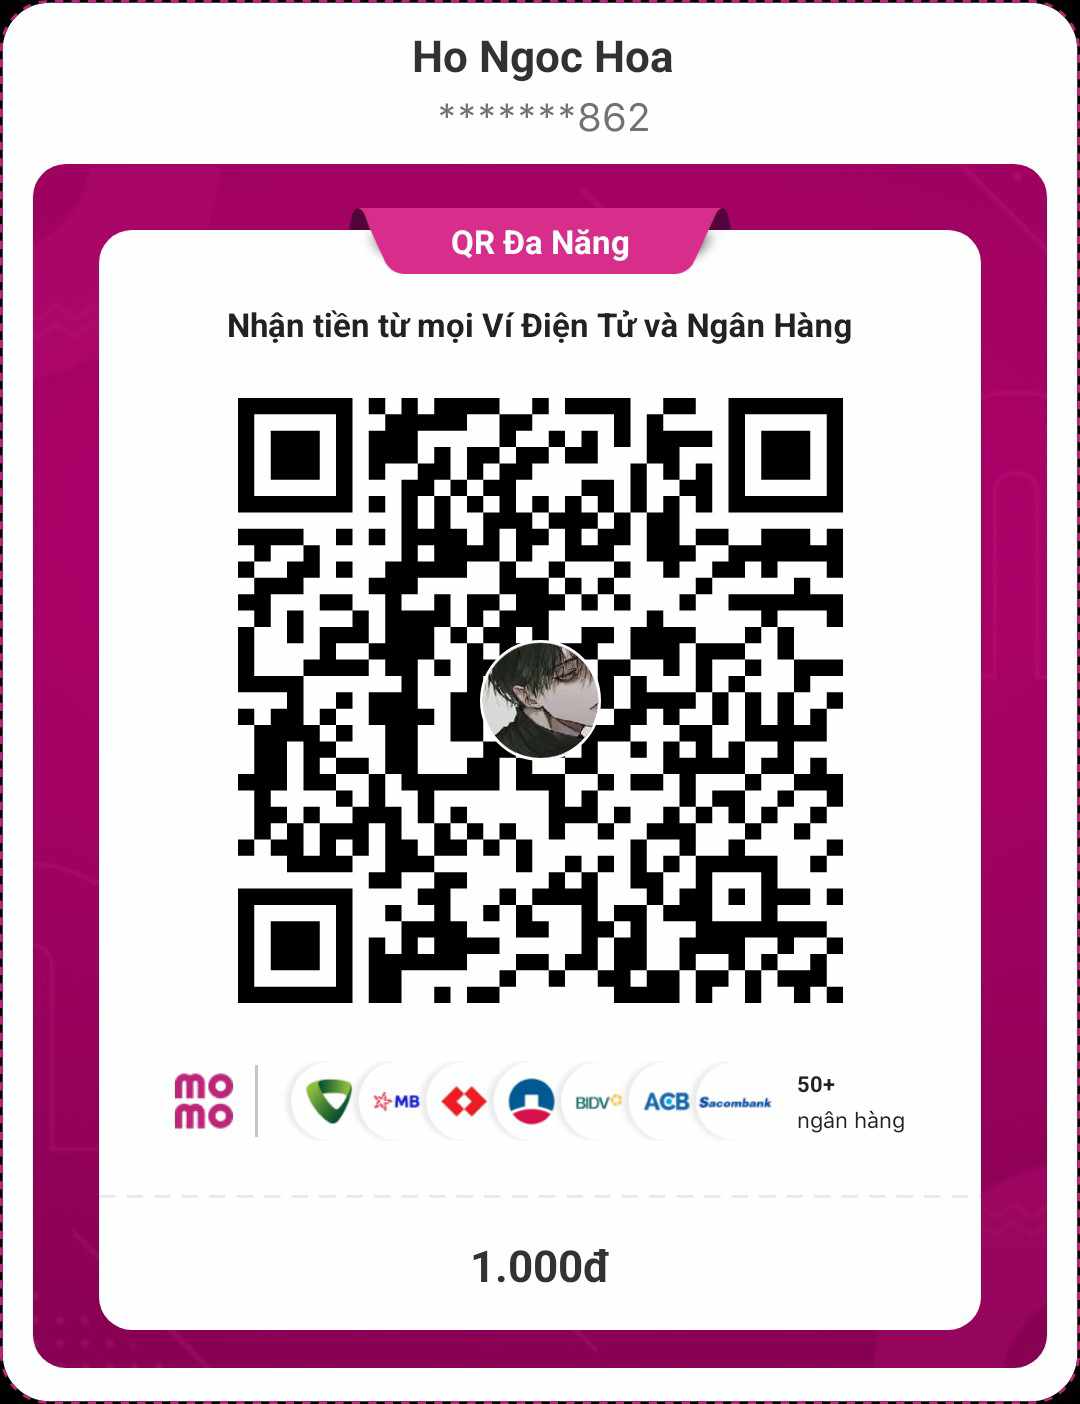 Ho Ngoc Hoa
*******862
QR Đa Năng
Nhận tiền từ mọi Ví Điện Tử và Ngân Hàng
mo
mo
MB
BIDV
ACB
Sacombank
50+
ngân hàng
1.000đ